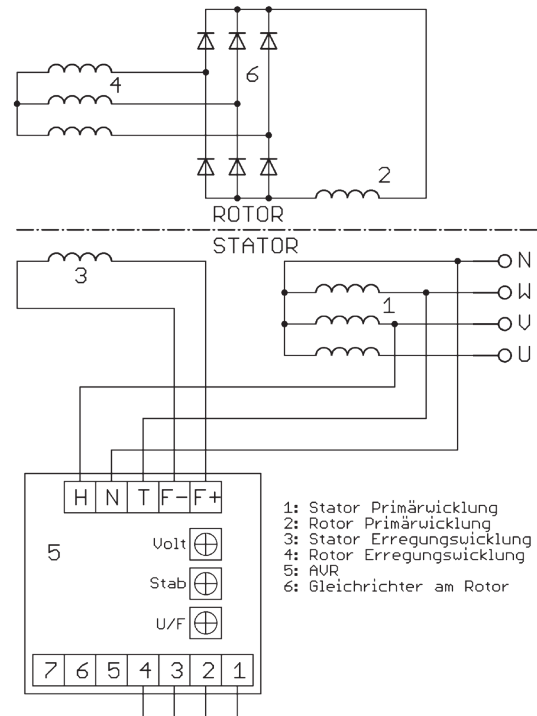 4
6
2
ROTOR
STATOR
3
N
W
1
V
U
H N T F- F+
5
Volt
Stab
U/F
7 6 5 4 3 2 1
1: Stator Primärwicklung
2: Rotor Primärwicklung
3: Stator Erregungswicklung
4: Rotor Erregungswicklung
5: AVR
6: Gleichrichter am Rotor